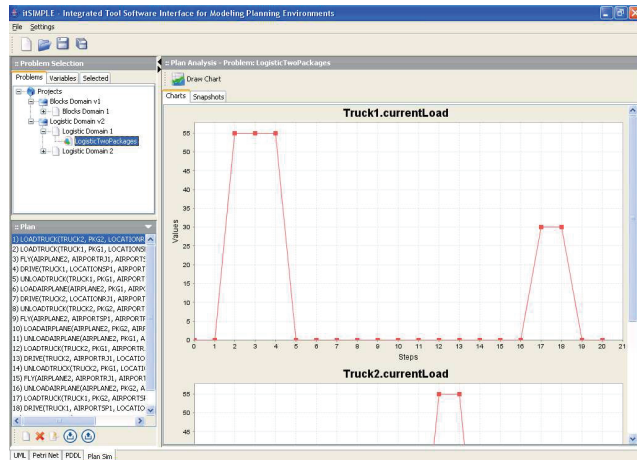 itSIMPLE - Integrated Tool Software Interface for Modeling Planning Environments
File Settings
:: Problem Selection
Problems Variables Selected
Projects
Blocks Domain v1
Blocks Domain 1
Logistic Domain v2
Logistic Domain 1
LogisticTwoPackages
Logistic Domain 2
:: Plan
1) LOADTRUCK(TRUCK2, PKG2, LOCATIONR
2) LOADTRUCK(TRUCK1, PKG1, LOCATIONS
3) FLY(AIRPLANE2, AIRPORTRJ1, AIRPORTS
4) DRIVE(TRUCK1, LOCATIONSP1, AIRPORT
5) UNLOADTRUCK(TRUCK1, PKG1, AIRPORT
6) LOADAIRPLANE(AIRPLANE2, PKG1, AIRPO
7) DRIVE(TRUCK2, LOCATIONRJ1, AIRPORT
8) UNLOADTRUCK(TRUCK2, PKG2, AIRPORT
9) FLY(AIRPLANE2, AIRPORTSP1, AIRPORTR
10) LOADAIRPLANE(AIRPLANE2, PKG2, AIRP
11) UNLOADAIRPLANE(AIRPLANE2, PKG1, A
12) LOADTRUCK(TRUCK2, PKG1, AIRPORTR
13) DRIVE(TRUCK2, AIRPORTRJ1, LOCATIO
14) UNLOADTRUCK(TRUCK2, PKG1, LOCATI
15) FLY(AIRPLANE2, AIRPORTRJ1, AIRPORT
16) UNLOADAIRPLANE(AIRPLANE2, PKG2, A
17) LOADTRUCK(TRUCK1, PKG2, AIRPORTS
18) DRIVE(TRUCK1, AIRPORTSP1, LOCATIO
UML Petri Net PDDL Plan Sim
:: Plan Analysis - Problem: LogisticTwoPackages
Draw Chart
Charts Snapshots
Truck1.currentLoad
55
50
45
40
35
30
25
20
15
10
5
0
Values
0 1 2 3 4 5 6 7 8 9 10 11 12 13 14 15 16 17 18 19 20 21
Steps
Truck2.currentLoad
55
50
45